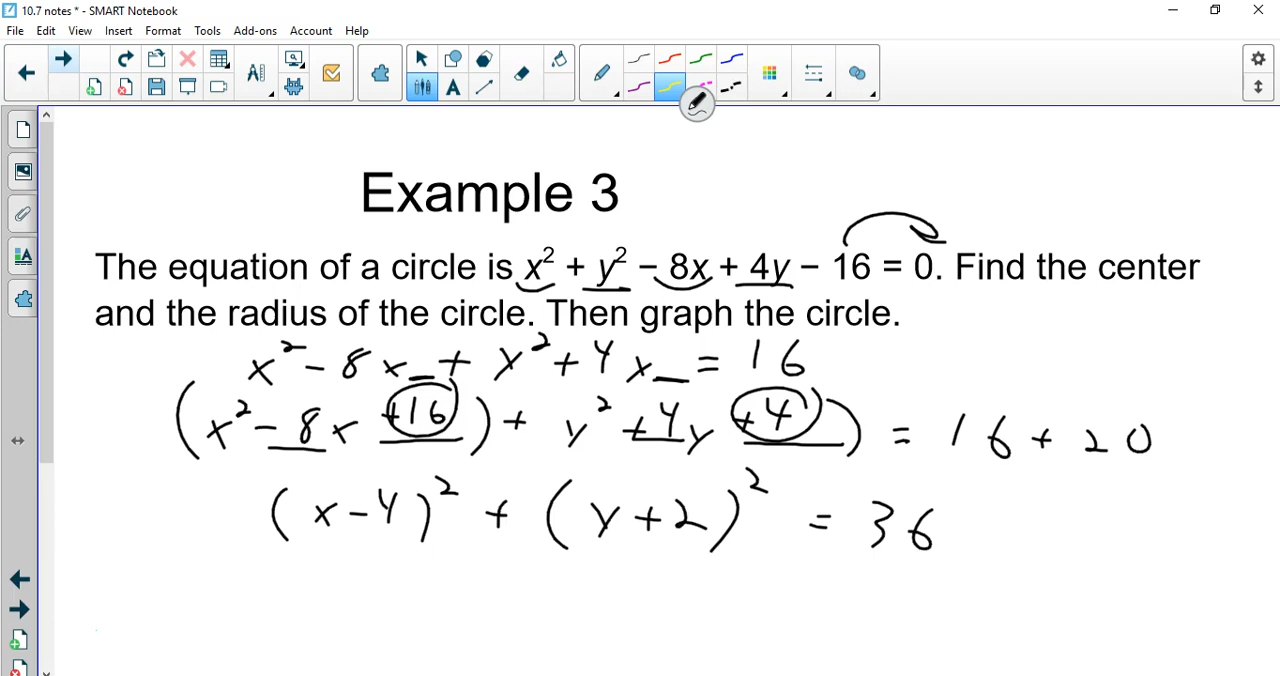 10.7 notes * - SMART Notebook
File Edit View Insert Format Tools Add-ons Account Help
Example 3
The equation of a circle is x² + y² − 8x + 4y − 16 = 0. Find the center
and the radius of the circle. Then graph the circle.
x² - 8x _ + y² + 4x _ = 16
(x² - 8x +16) + y² + 4y +4) = 16 + 20
(x - 4)² + (y + 2)² = 36